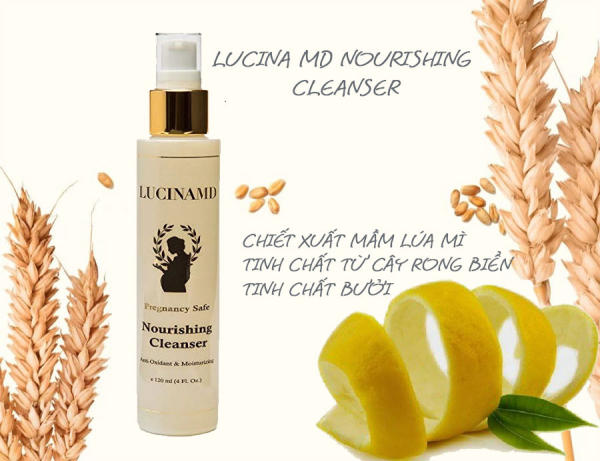 LUCINA MD NOURISHING
CLEANSER
LUCINAMD
Pregnancy Safe
Nourishing
Cleanser
Anti-Oxidant & Moisturizing
e 120 ml (4 Fl. Oz.)
CHIẾT XUẤT MẦM LÚA MÌ
TINH CHẤT TỪ CÂY RONG BIỂN
TINH CHẤT BƯỞI